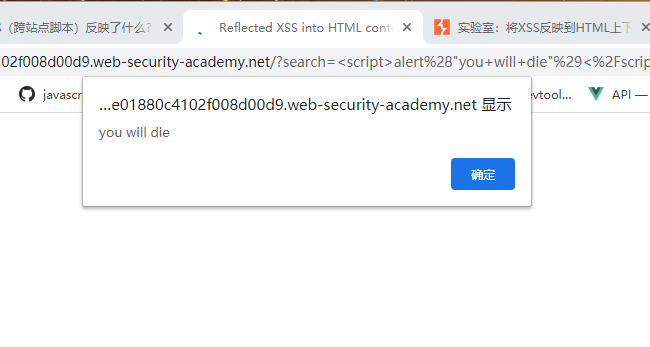 (跨站点脚本）反映了什么?
Reflected XSS into HTML conte
实验室：将XSS反映到HTML上下
02f008d00d9.web-security-academy.net/?search=<script>alert%28"you+will+die"%29<%2Fscrip
javascr
evtool...
API —
...e01880c4102f008d00d9.web-security-academy.net 显示
you will die
确定